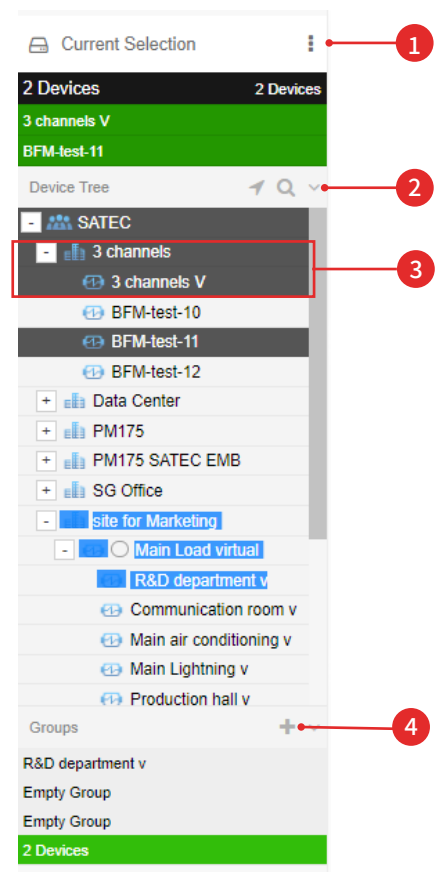 Current Selection
1
2 Devices 2 Devices
3 channels V
BFM-test-11
Device Tree
2
- SATEC
- 3 channels
3
3 channels V
BFM-test-10
BFM-test-11
BFM-test-12
+ Data Center
+ PM175
+ PM175 SATEC EMB
+ SG Office
- site for Marketing
- Main Load virtual
R&D department v
Communication room v
Main air conditioning v
Main Lightning v
Production hall v
Groups
4
R&D department v
Empty Group
Empty Group
2 Devices